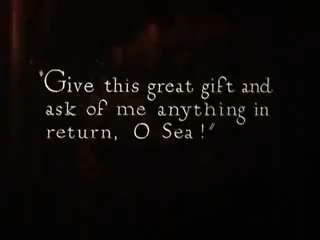 "Give this great gift and
ask of me anything in
return, O Sea!"